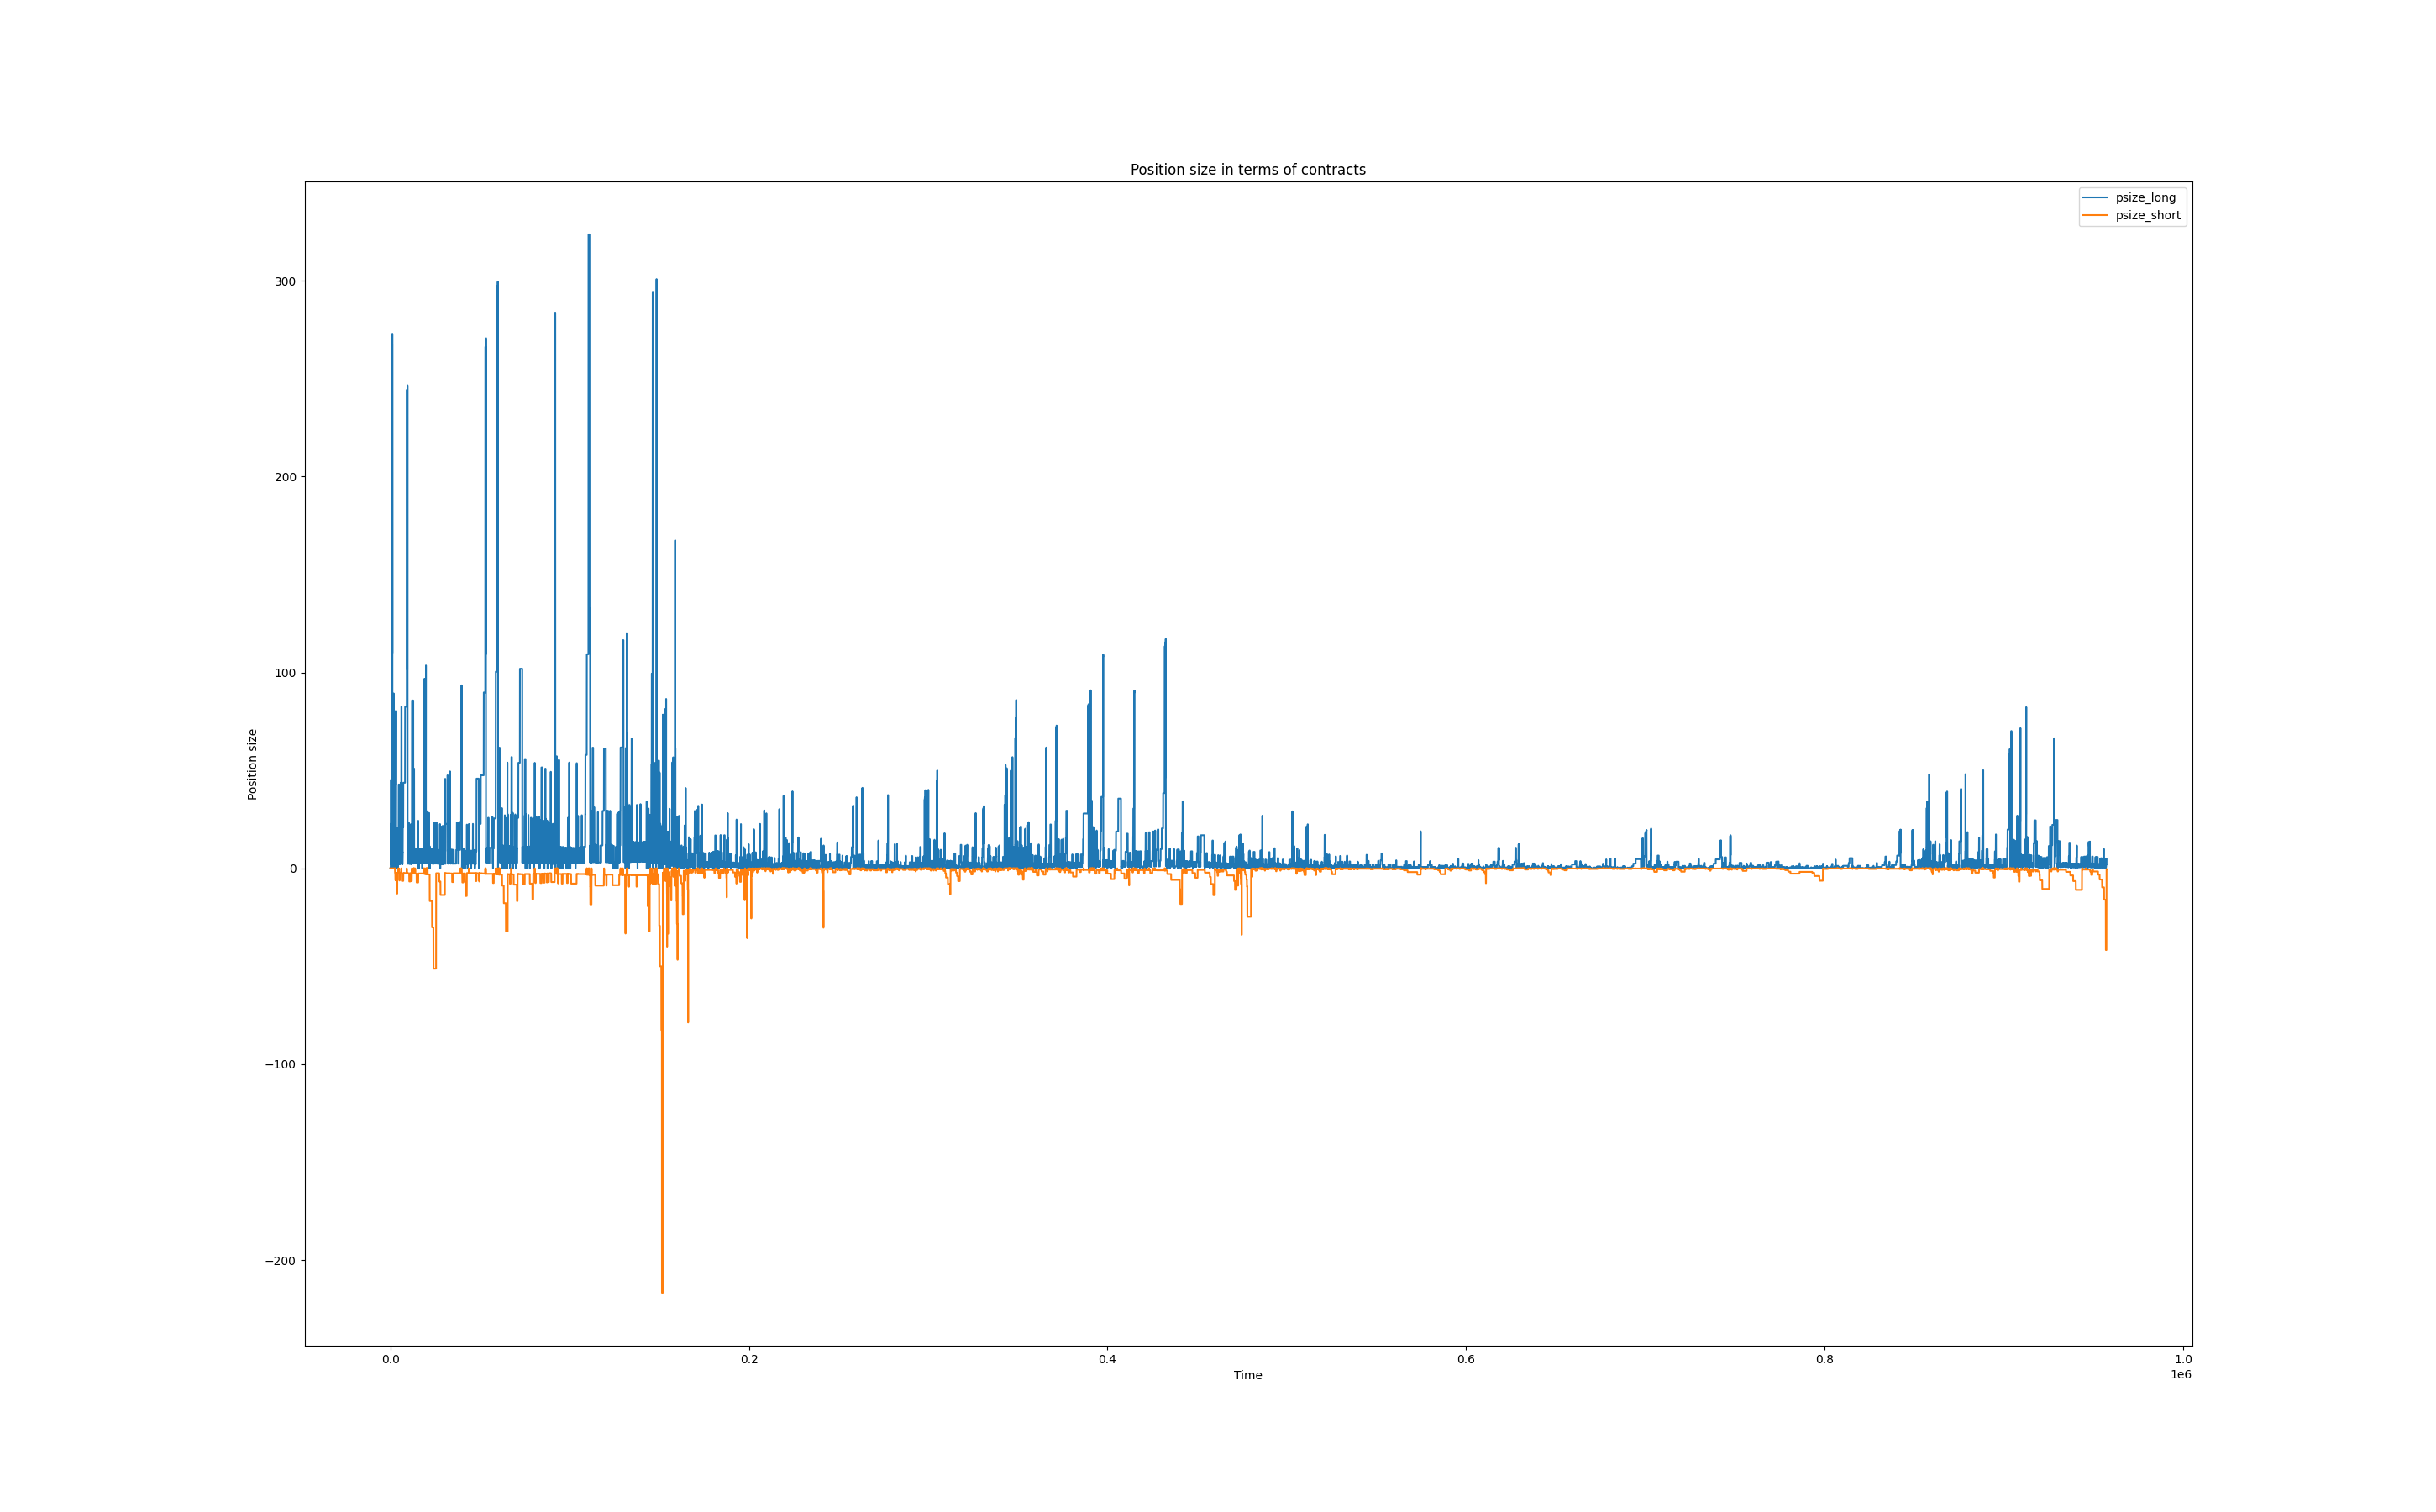 Position size in terms of contracts
psize_long
psize_short
Position size
300
200
100
0
−100
−200
0.0
0.2
0.4
0.6
0.8
1.0
1e6
Time